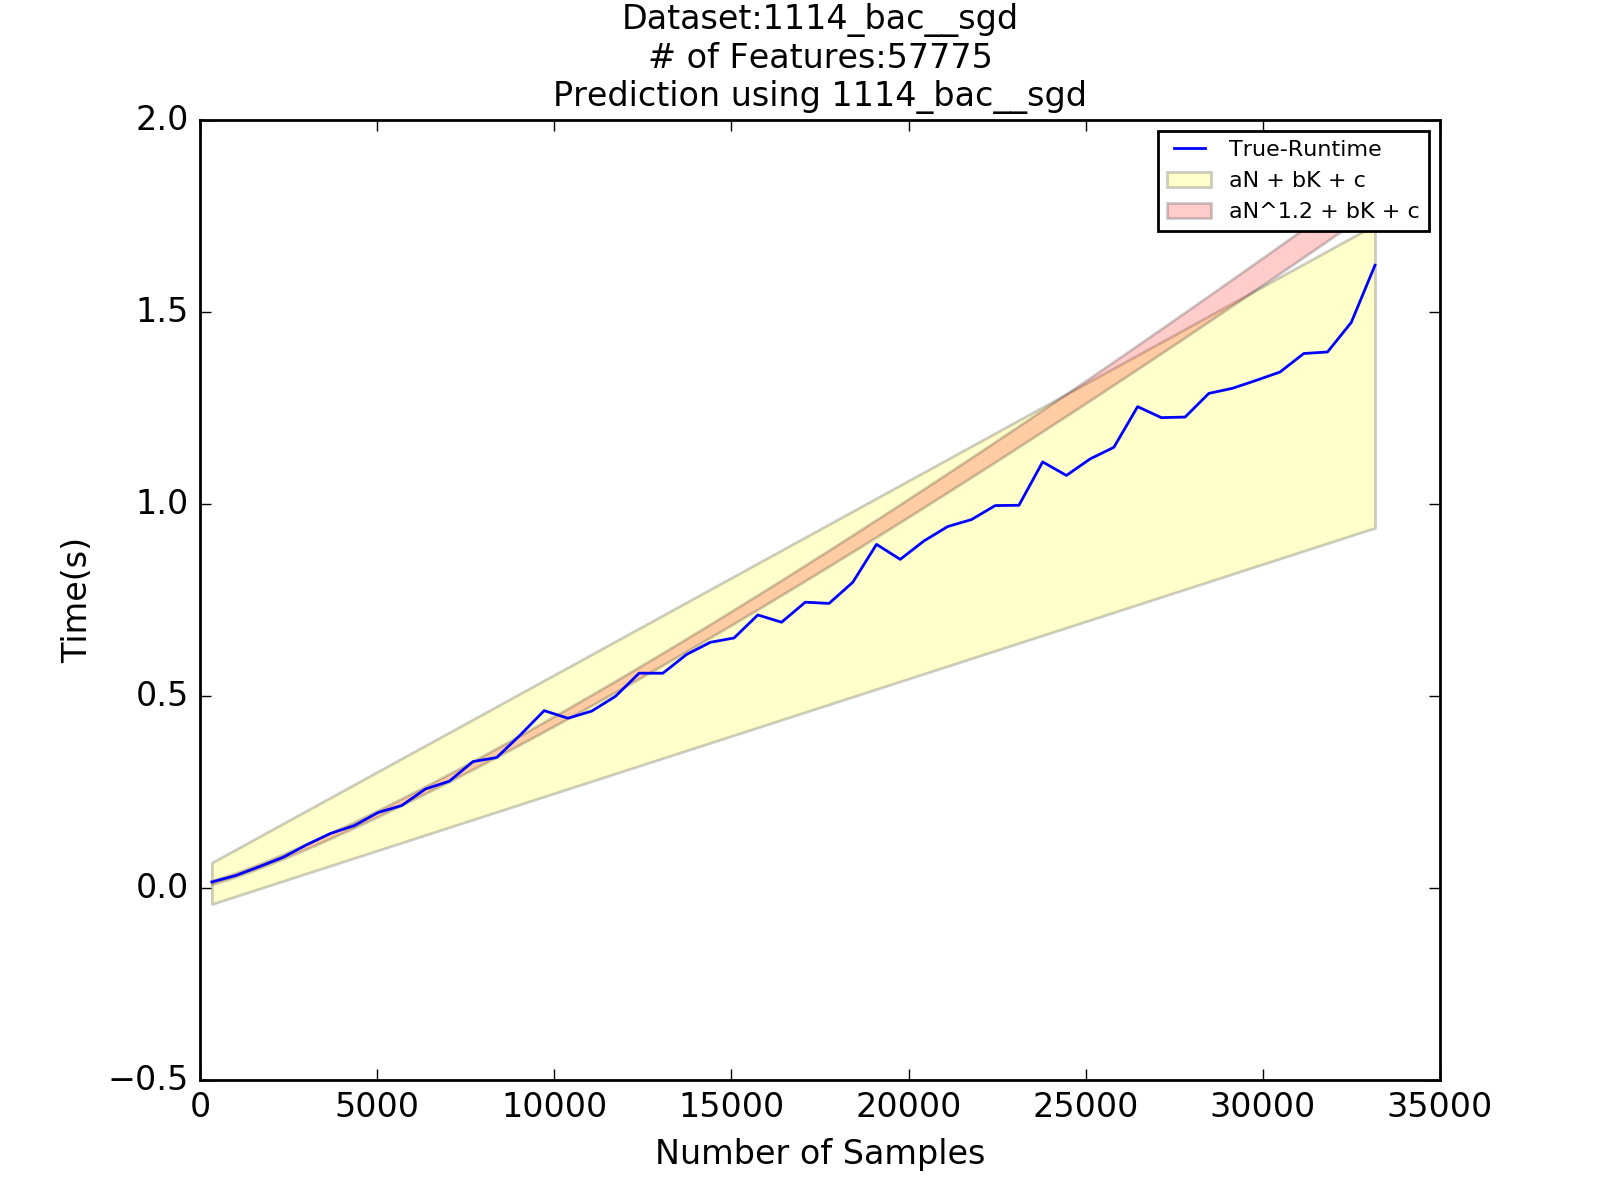 Dataset:1114_bac__sgd
# of Features:57775
Prediction using 1114_bac__sgd
True-Runtime
aN + bK + c
aN^1.2 + bK + c
2.0
1.5
1.0
0.5
0.0
−0.5
Time(s)
0 5000 10000 15000 20000 25000 30000 35000
Number of Samples